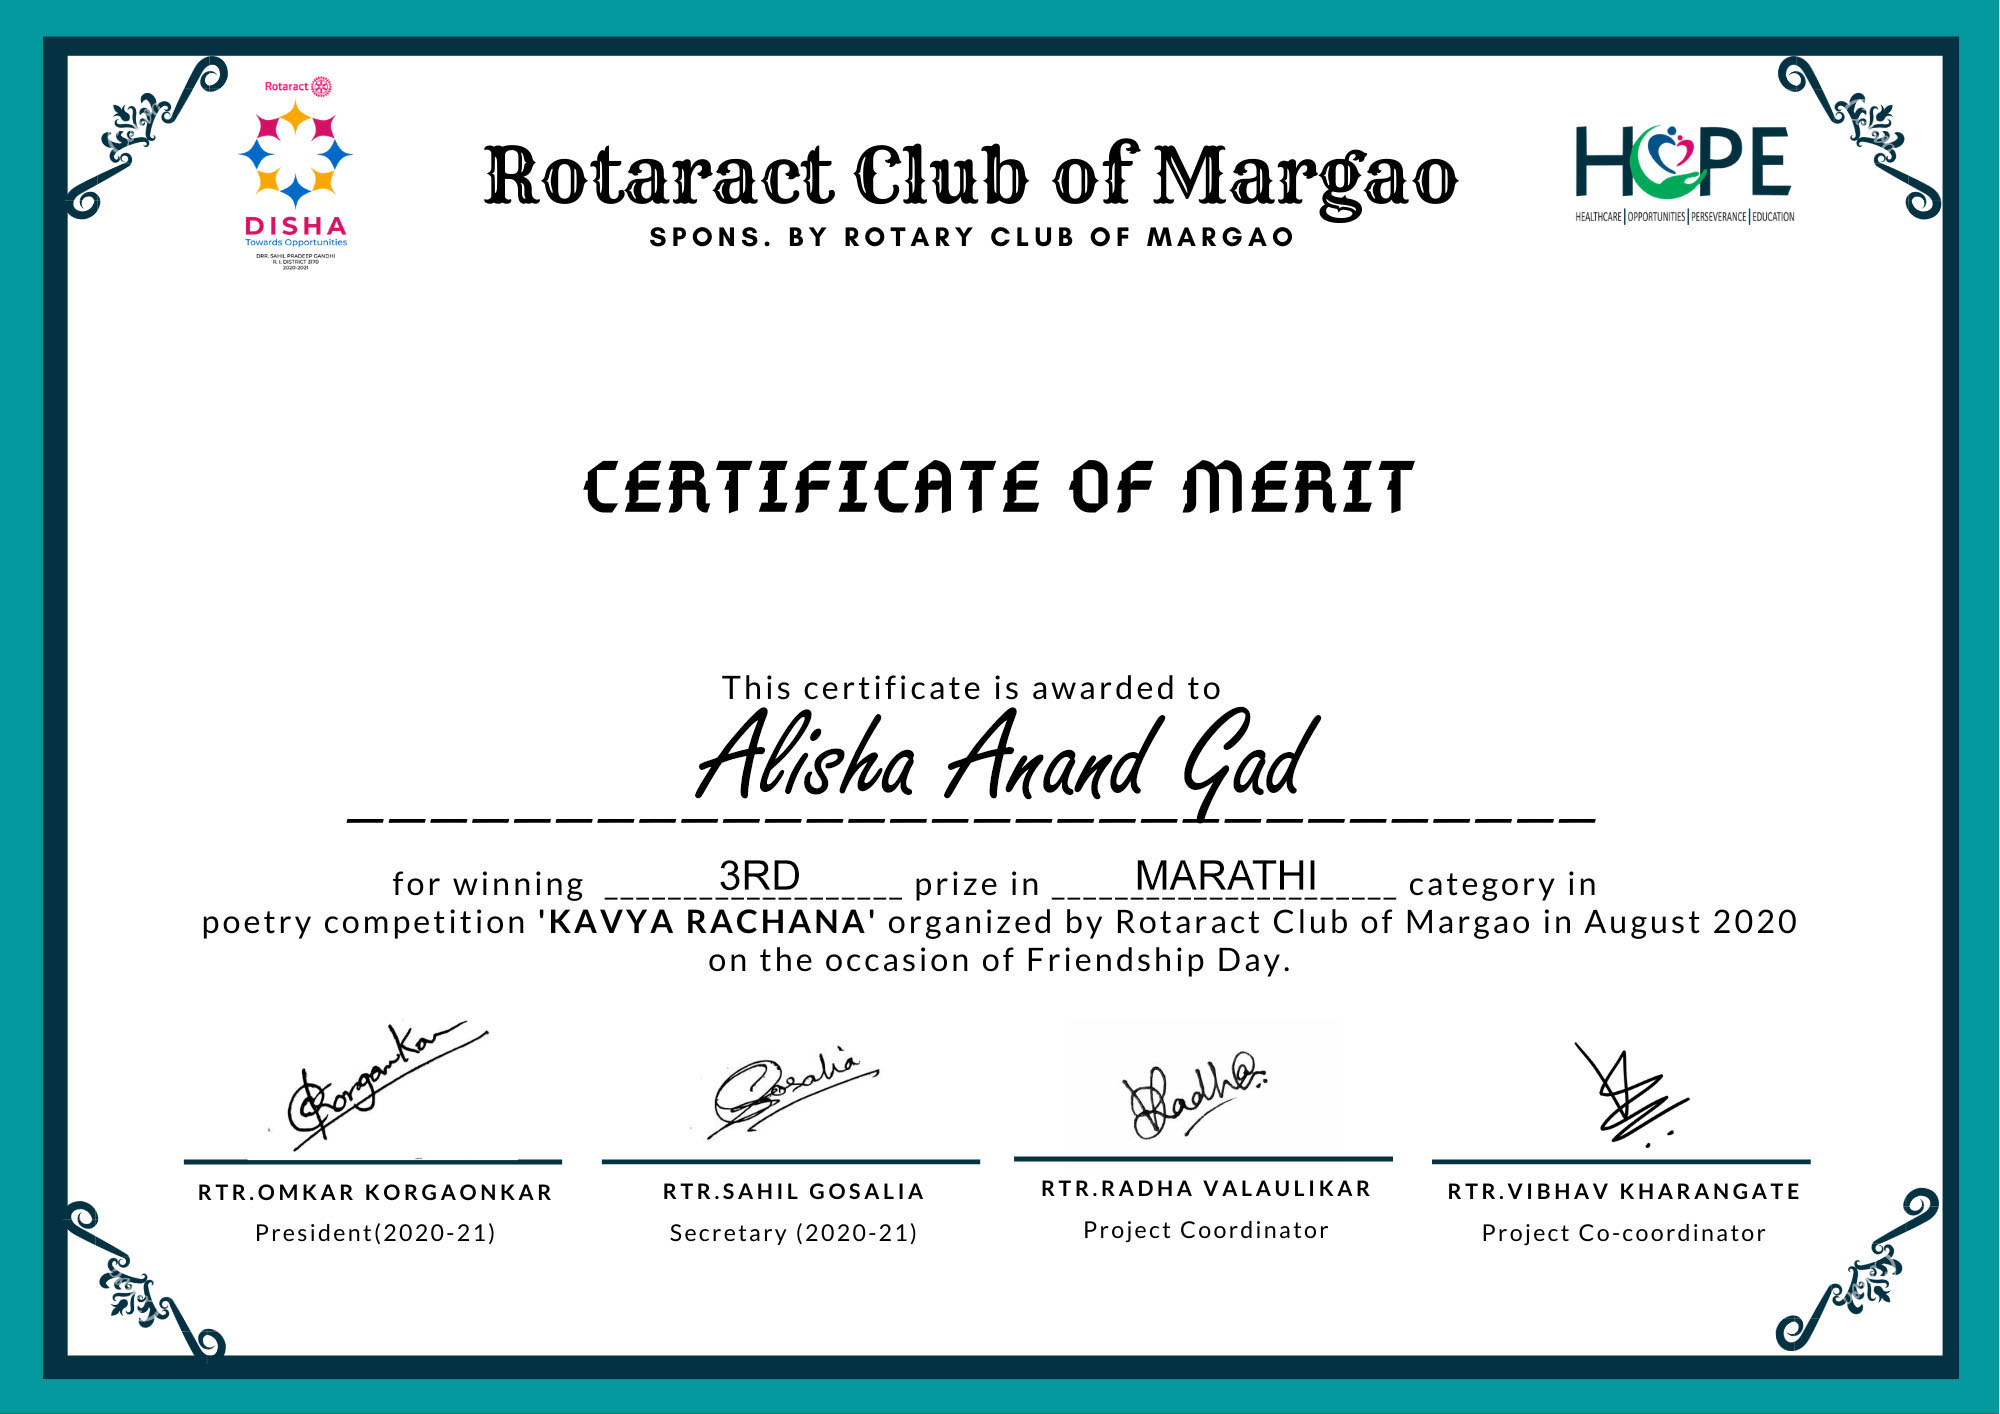 Rotaract
DISHA
Towards Opportunities
DRR. SAHIL PRADEEP GANDHI
R. I. DISTRICT 3170
2020-2021
Rotaract Club of Margao
SPONS. BY ROTARY CLUB OF MARGAO
HOPE
HEALTHCARE | OPPORTUNITIES | PERSEVERANCE | EDUCATION
CERTIFICATE OF MERIT
This certificate is awarded to
Alisha Anand Gad
for winning 3RD prize in MARATHI category in
poetry competition 'KAVYA RACHANA' organized by Rotaract Club of Margao in August 2020
on the occasion of Friendship Day.
Korgaonkar
Gosalia
Radha
RTR.OMKAR KORGAONKAR
President(2020-21)
RTR.SAHIL GOSALIA
Secretary (2020-21)
RTR.RADHA VALAULIKAR
Project Coordinator
RTR.VIBHAV KHARANGATE
Project Co-coordinator